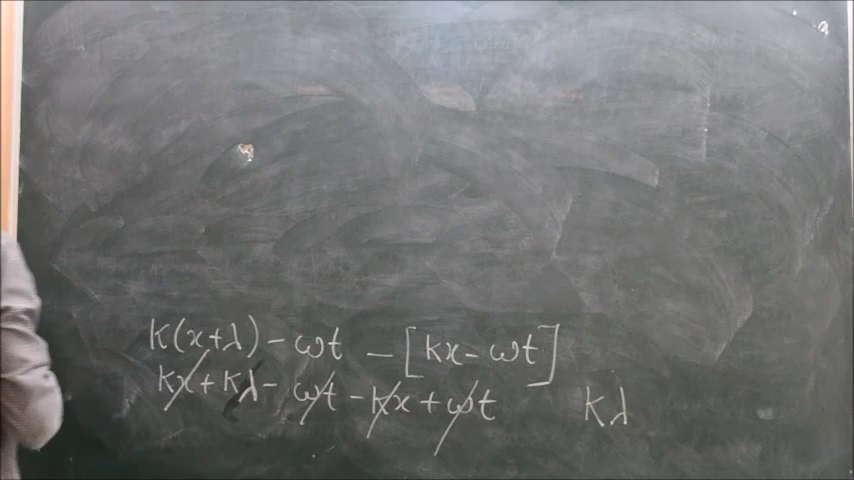 K(x+λ) - ωt - [kx - ωt]
kx + kλ - ωt - kx + ωt kλ